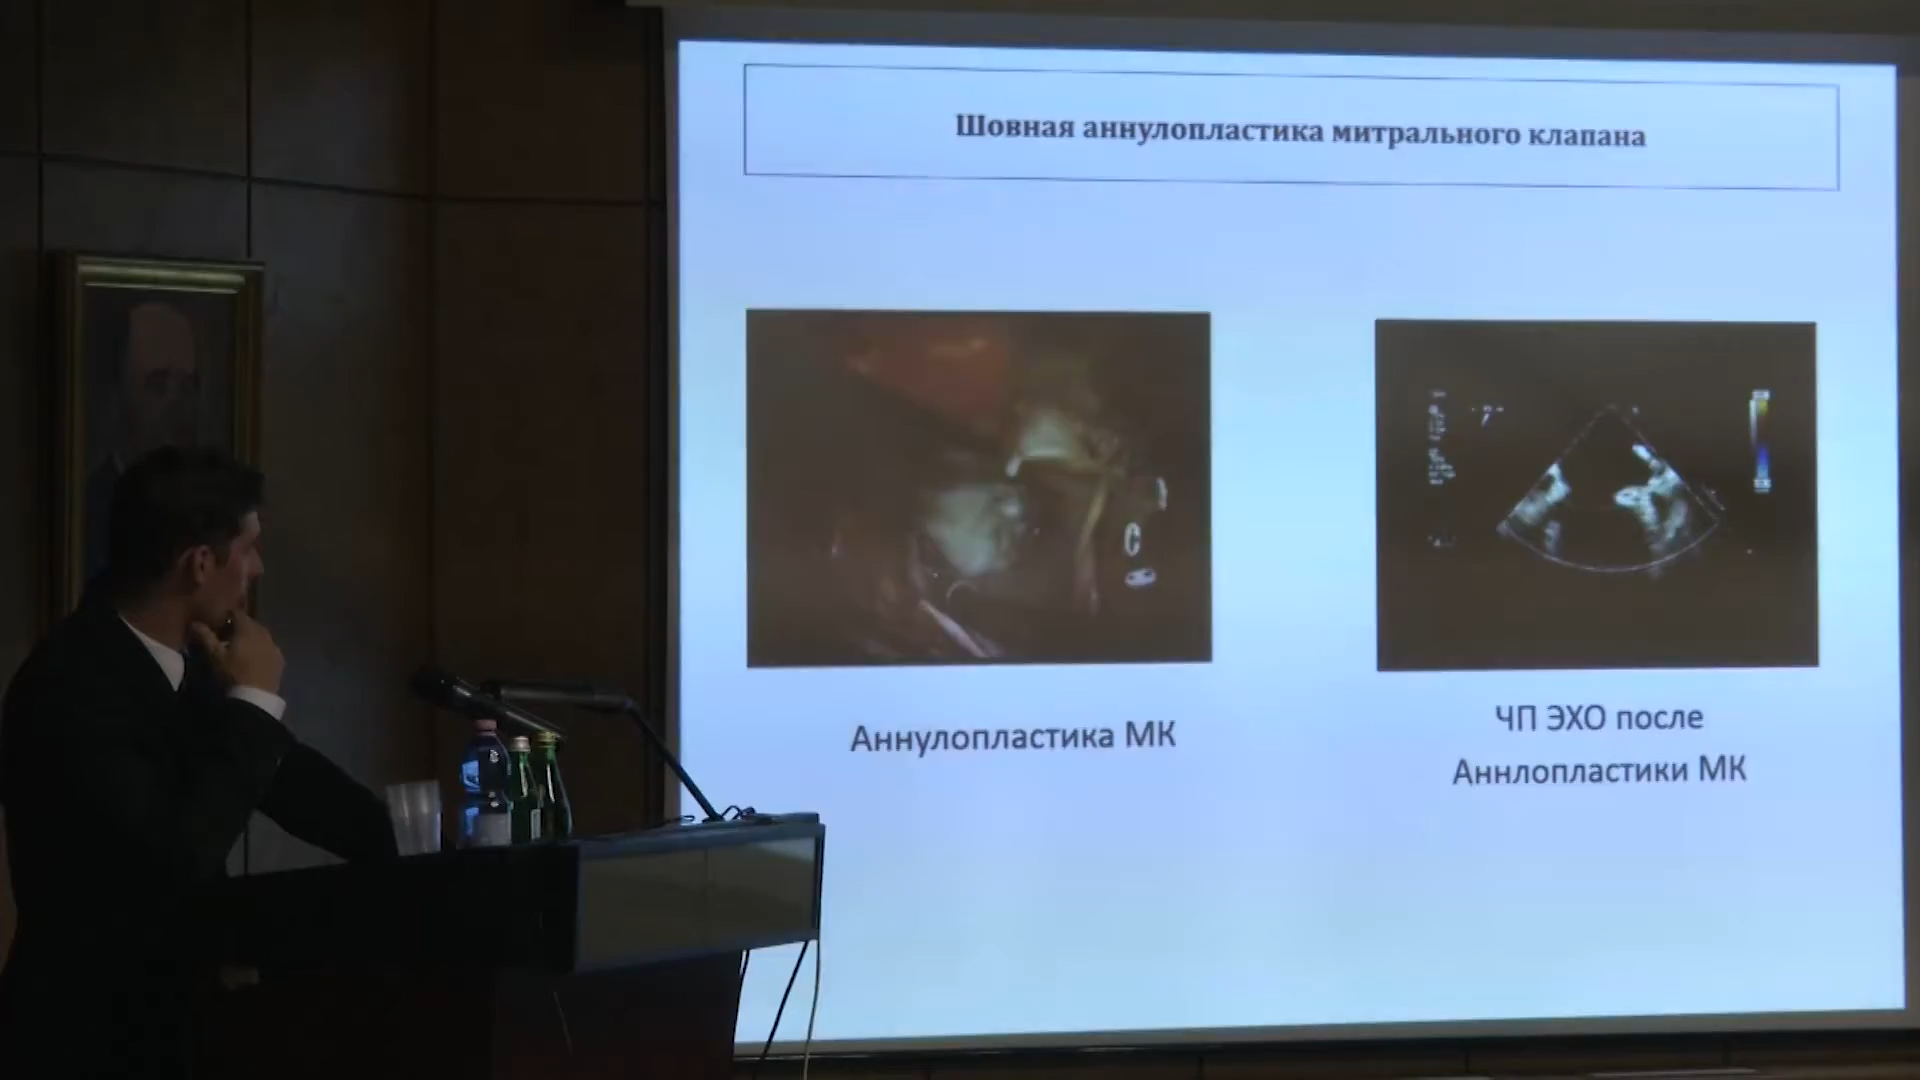 Шовная аннулопластика митрального клапана
Аннулопластика МК
ЧП ЭХО после
Аннлопластики МК